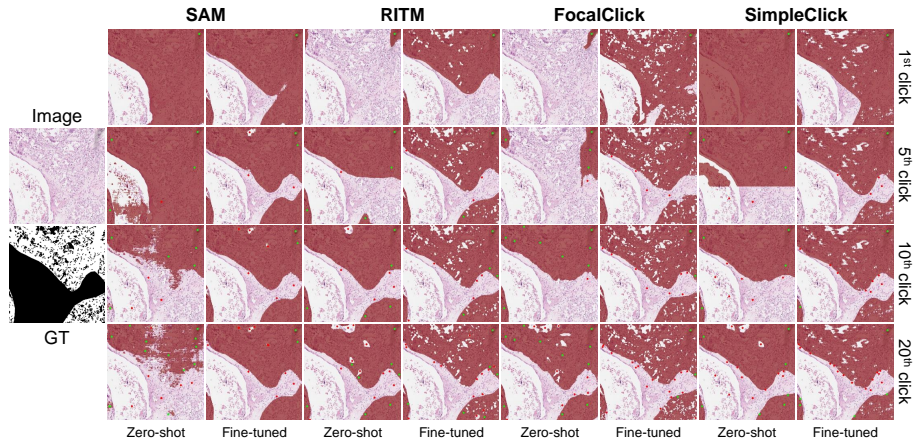 SAM RITM FocalClick SimpleClick
1st click
Image
5th click
10th click
GT
20th click
Zero-shot Fine-tuned Zero-shot Fine-tuned Zero-shot Fine-tuned Zero-shot Fine-tuned